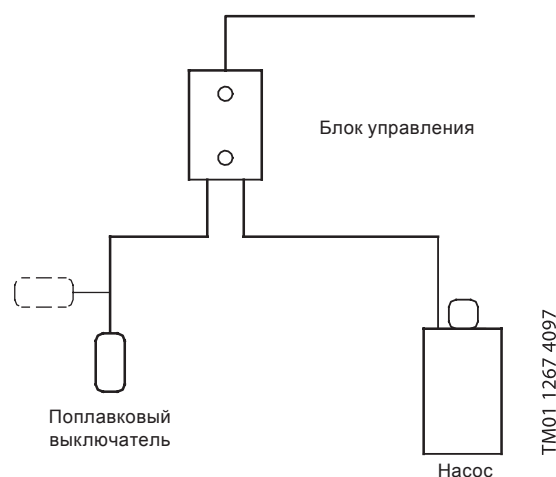 Блок управления
Поплавковый
выключатель
Насос
TM01 1267 4097